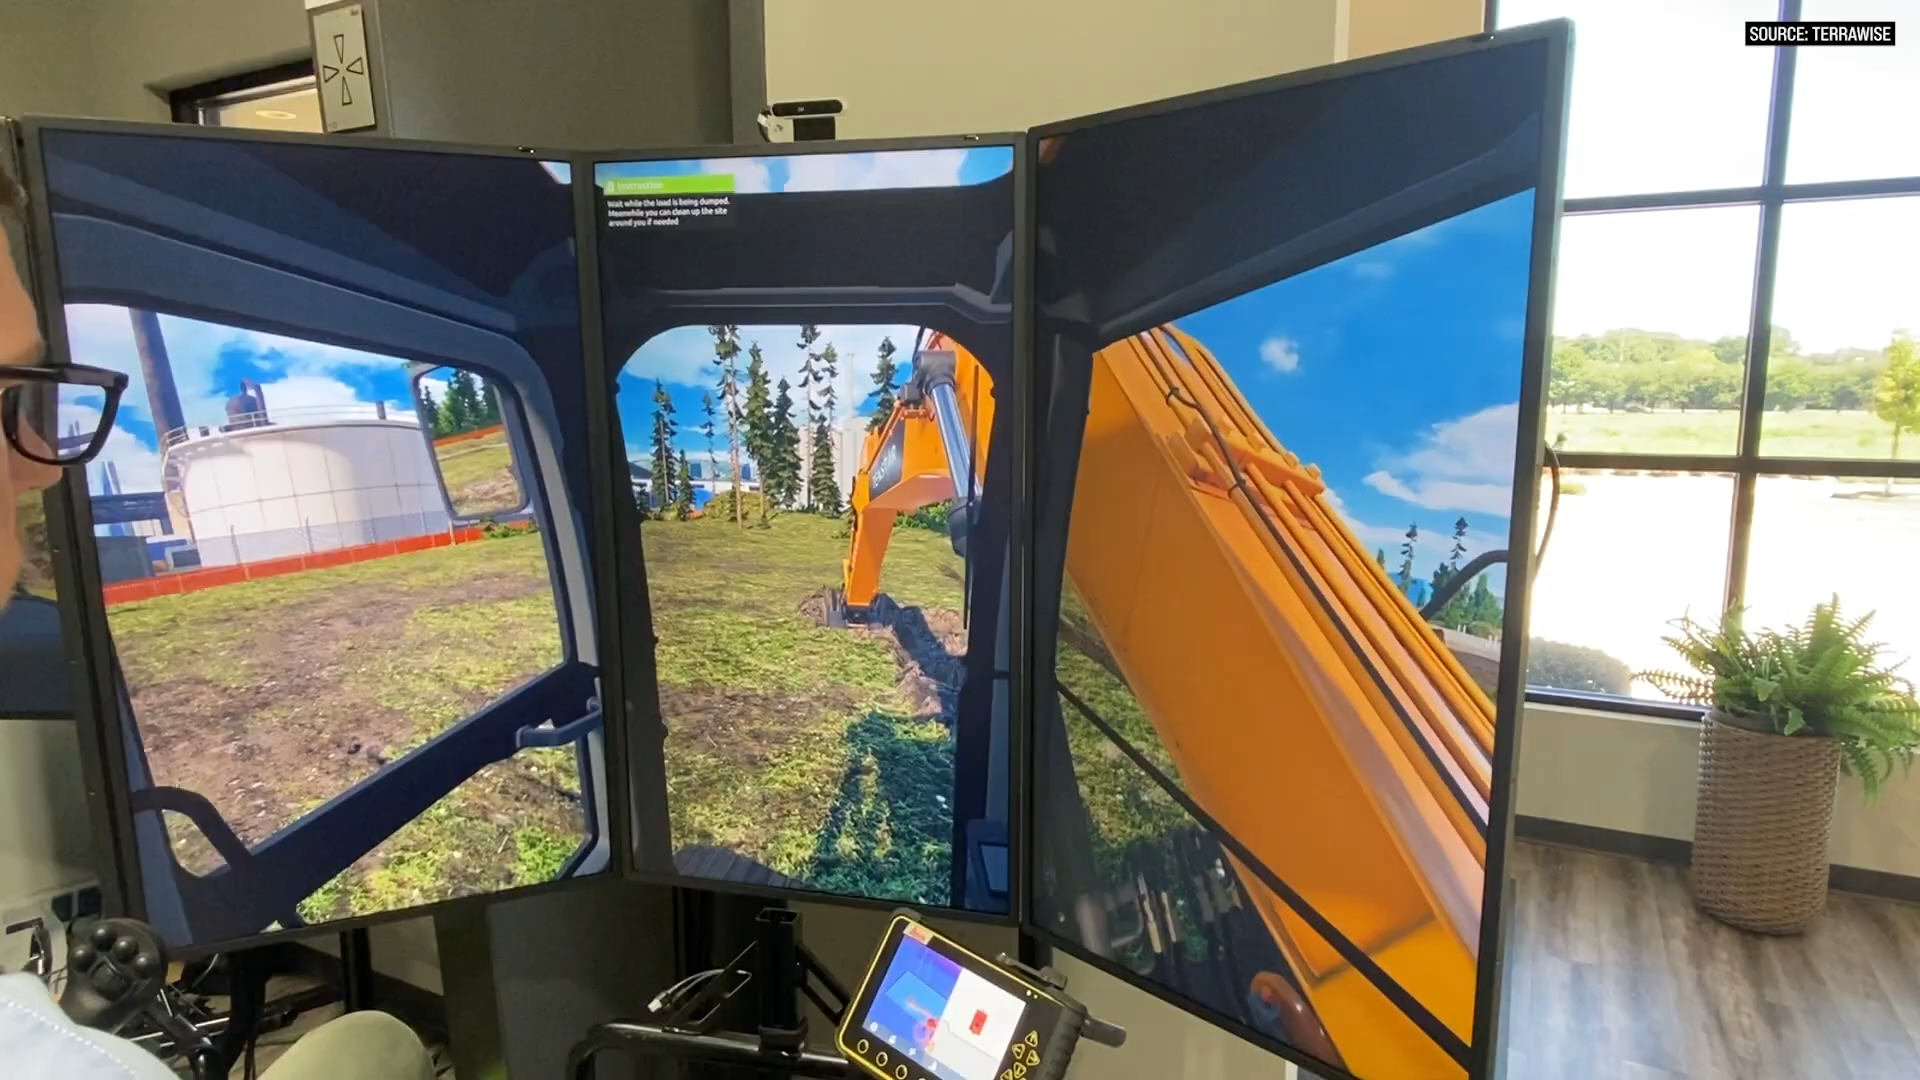 SOURCE: TERRAWISE
Instruction
Wait while the load is being dumped.
Meanwhile you can clean up the site
around you if needed